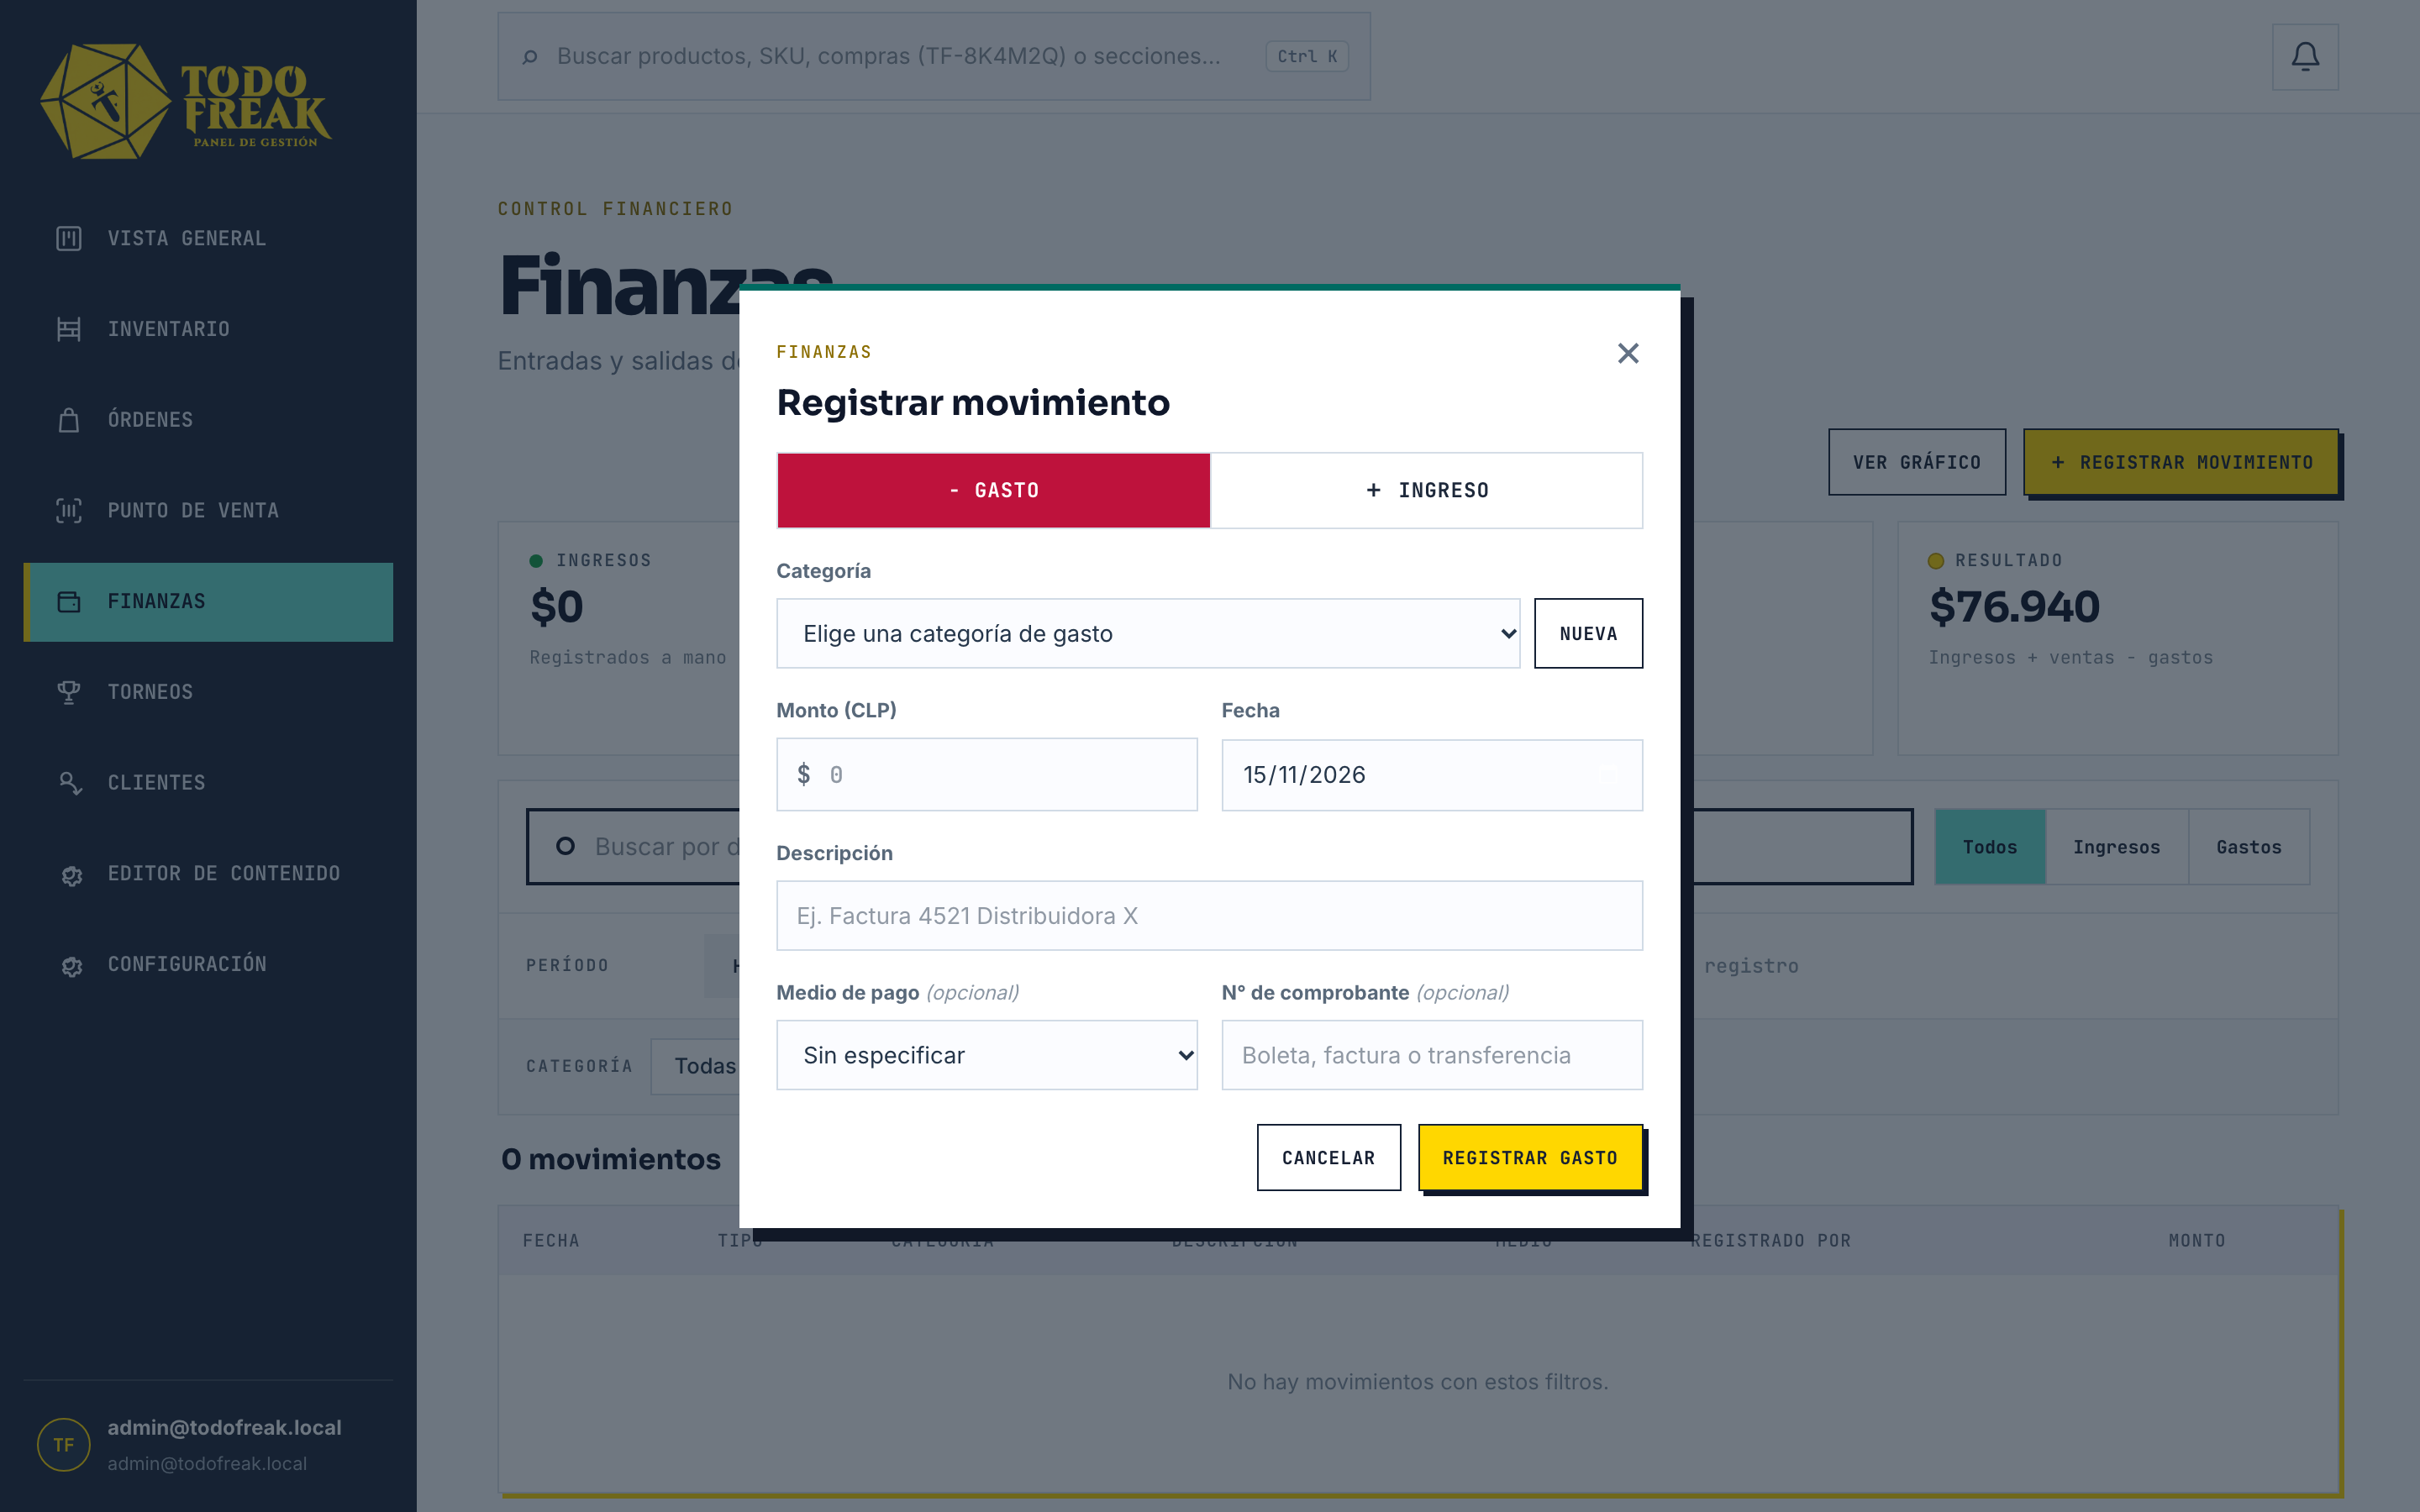 TODO
FREAK
PANEL DE GESTIÓN
VISTA GENERAL
INVENTARIO
ÓRDENES
PUNTO DE VENTA
FINANZAS
TORNEOS
CLIENTES
EDITOR DE CONTENIDO
CONFIGURACIÓN
TF
admin@todofreak.local
admin@todofreak.local
Buscar productos, SKU, compras (TF-8K4M2Q) o secciones...
Ctrl K
CONTROL FINANCIERO
Finanzas
Entradas y salidas
VER GRÁFICO
+ REGISTRAR MOVIMIENTO
INGRESOS
$0
Registrados a mano
RESULTADO
$76.940
Ingresos + ventas - gastos
Buscar por
Todos
Ingresos
Gastos
PERÍODO
registro
CATEGORÍA
Todas
0 movimientos
FECHA
TIPO
CATEGORÍA
DESCRIPCIÓN
MEDIO
REGISTRADO POR
MONTO
No hay movimientos con estos filtros.
FINANZAS
Registrar movimiento
- GASTO
+ INGRESO
Categoría
Elige una categoría de gasto
NUEVA
Monto (CLP)
$ 0
Fecha
15/11/2026
Descripción
Ej. Factura 4521 Distribuidora X
Medio de pago (opcional)
Sin especificar
N° de comprobante (opcional)
Boleta, factura o transferencia
CANCELAR
REGISTRAR GASTO